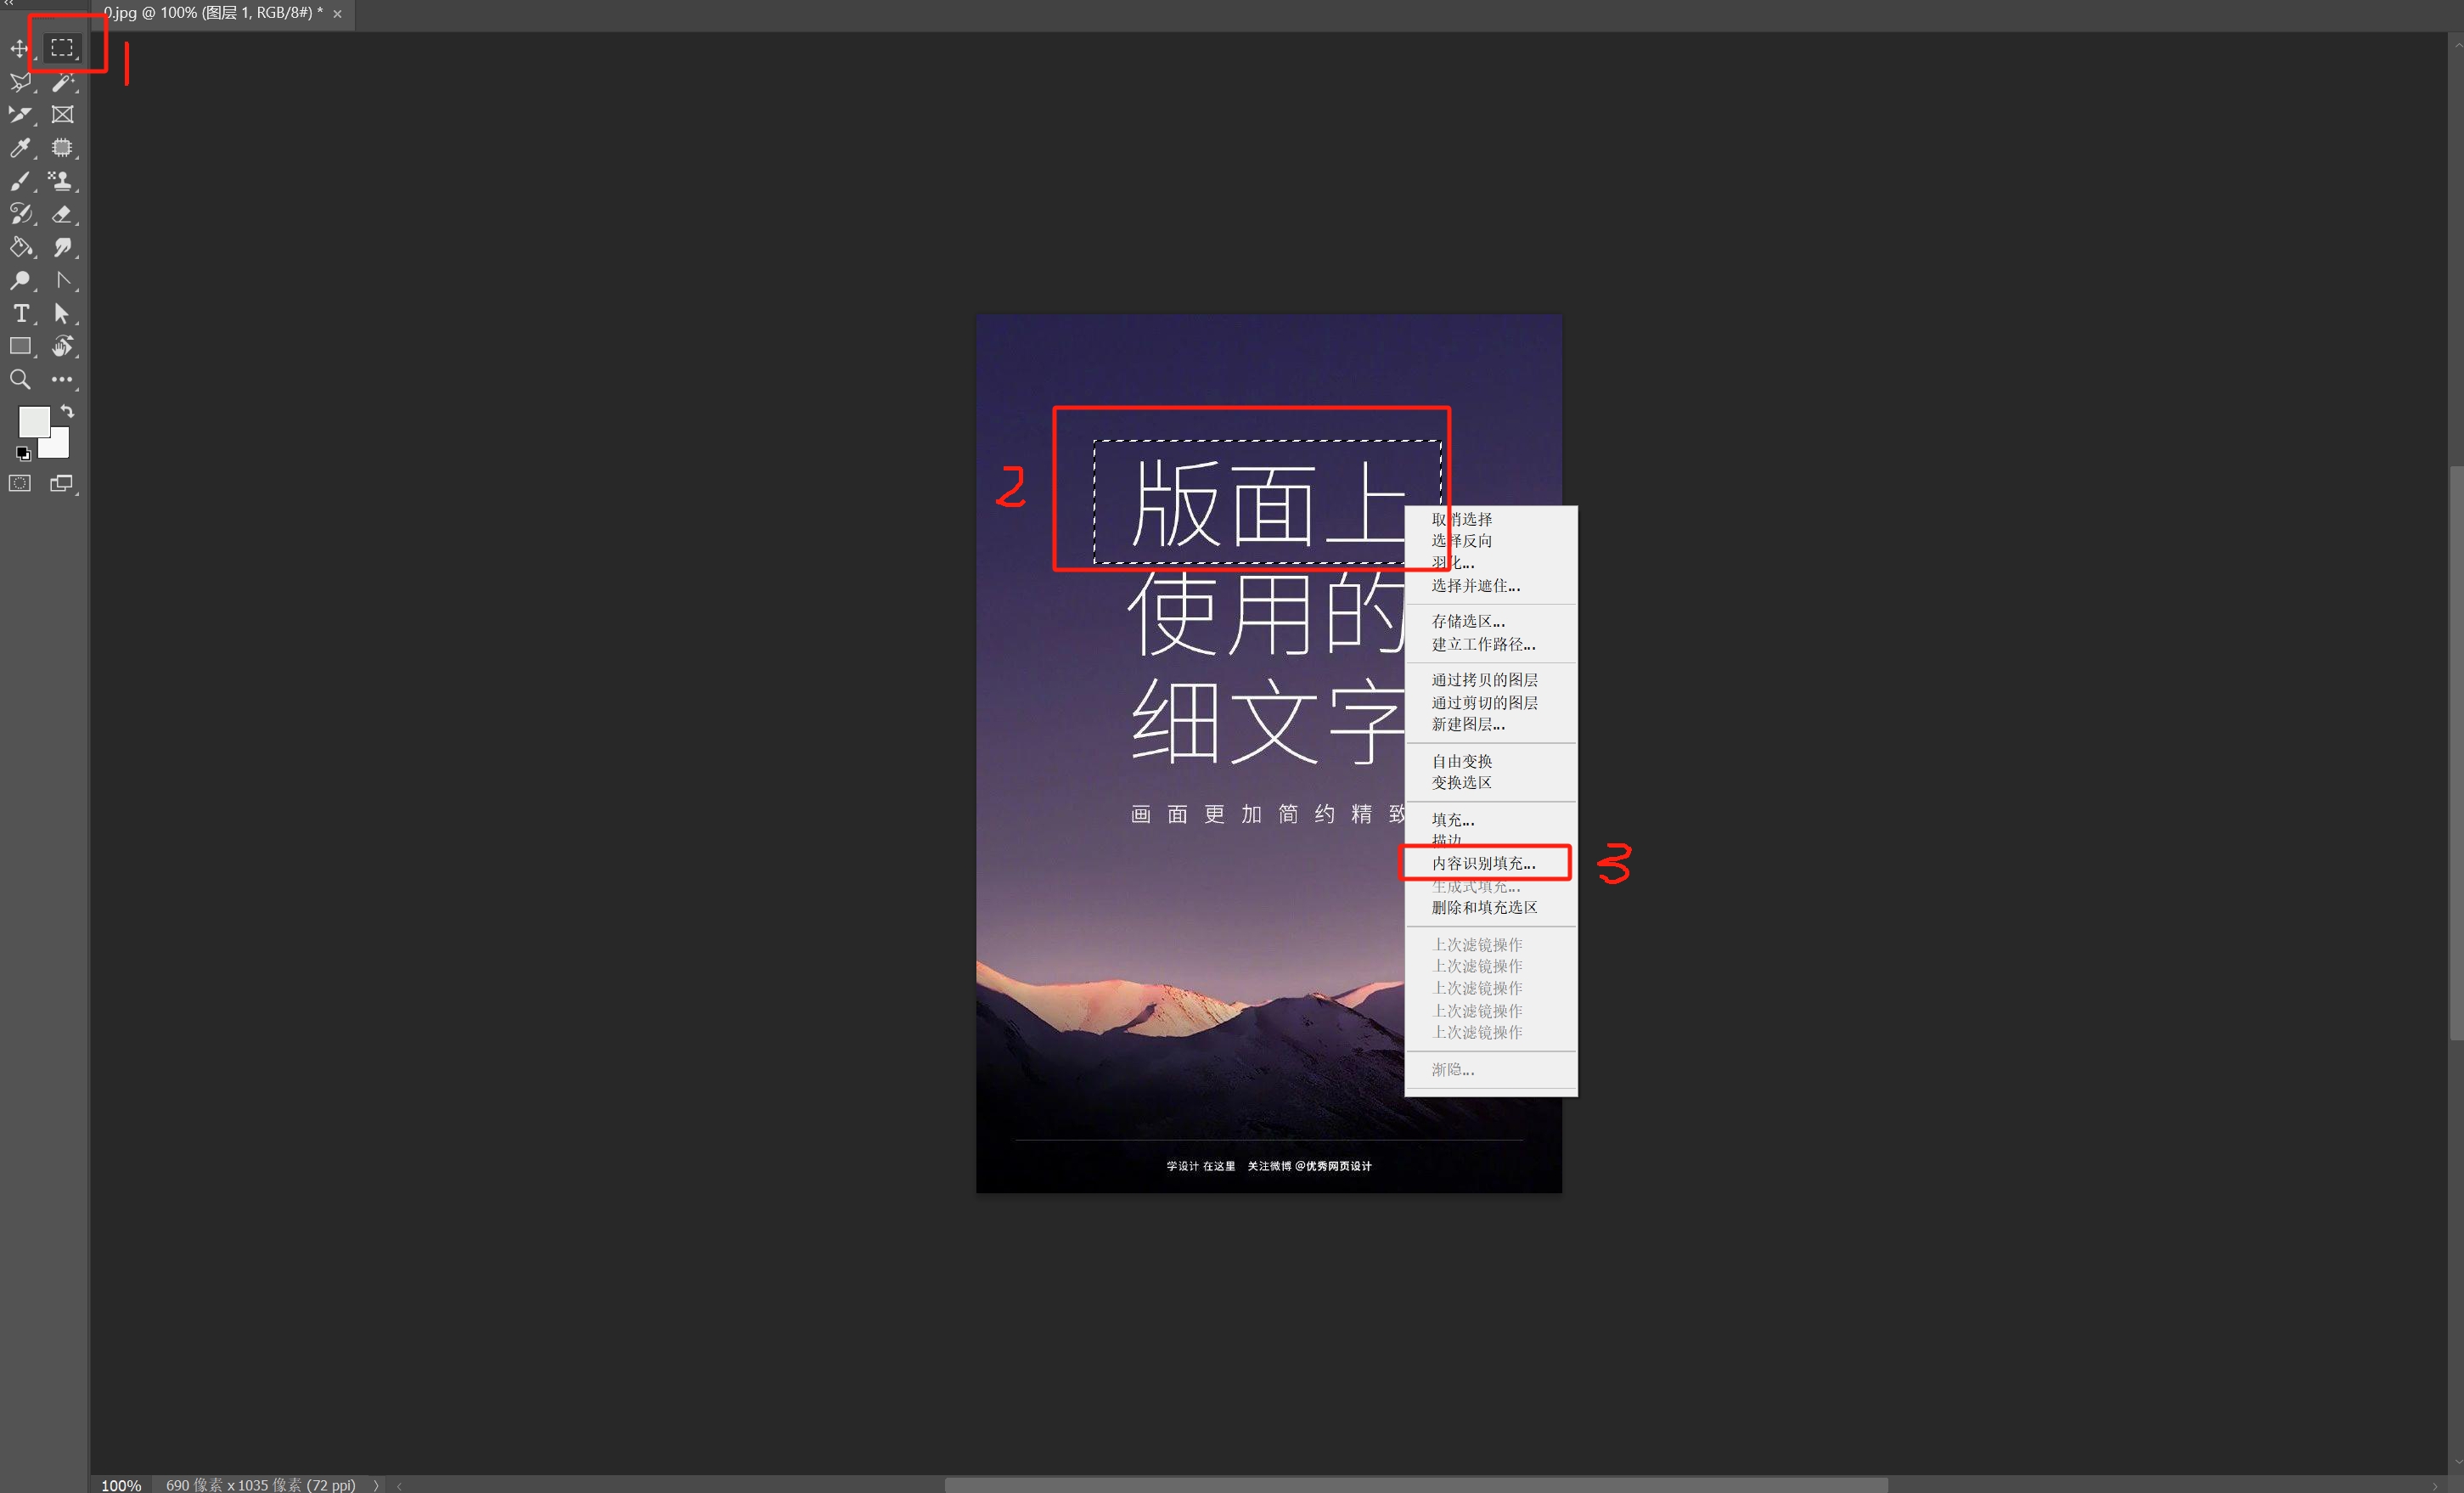 0.jpg @ 100% (图层 1, RGB/8#) * ×
1
2
版面上
使用的
细文字
画面更加简约精致
取消选择
选择反向
羽化...
选择并遮住...
存储选区...
建立工作路径...
通过拷贝的图层
通过剪切的图层
新建图层...
自由变换
变换选区
填充...
描边
内容识别填充...
3
生成式填充...
删除和填充选区
上次滤镜操作
上次滤镜操作
上次滤镜操作
上次滤镜操作
上次滤镜操作
渐隐...
学设计 在这里 关注微博 @优秀网页设计
100% 690 像素 x 1035 像素 (72 ppi)